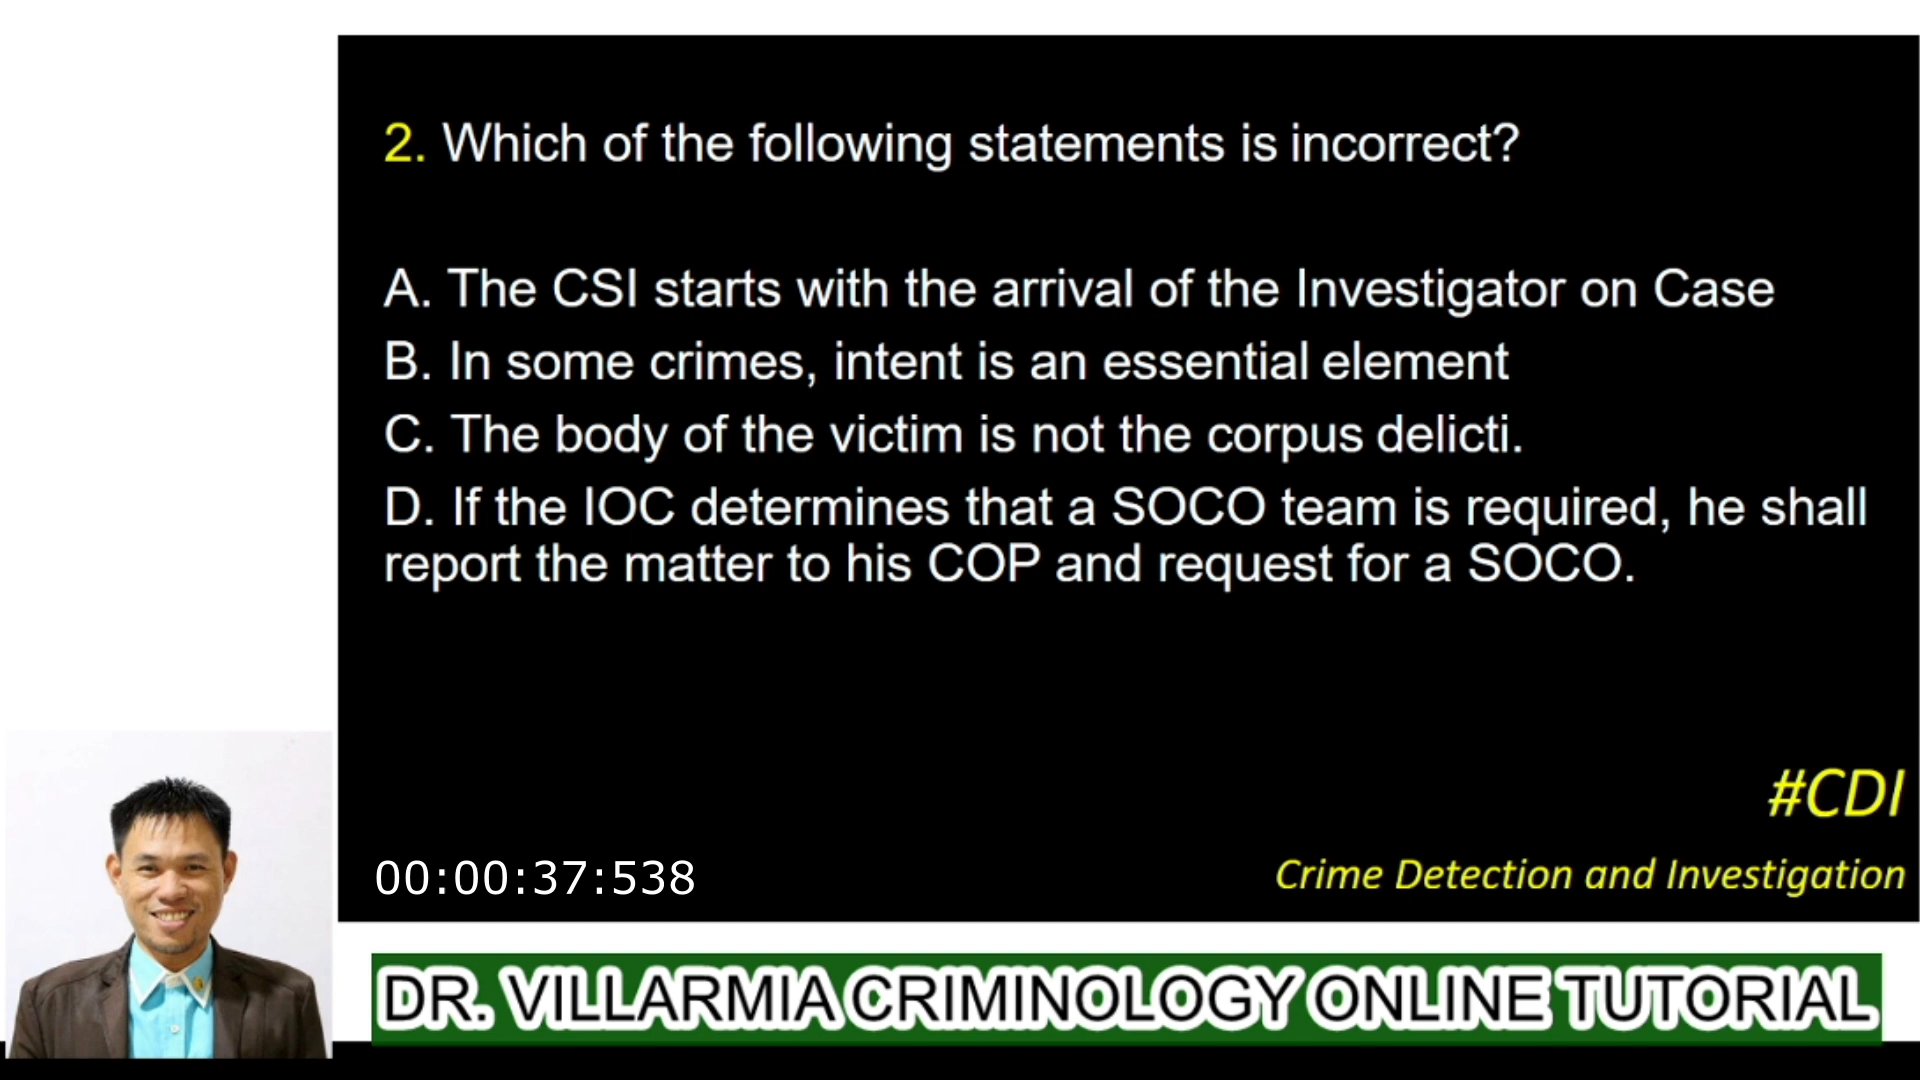 2. Which of the following statements is incorrect?
A. The CSI starts with the arrival of the Investigator on Case
B. In some crimes, intent is an essential element
C. The body of the victim is not the corpus delicti.
D. If the IOC determines that a SOCO team is required, he shall
report the matter to his COP and request for a SOCO.
#CDI
00:00:37:538
Crime Detection and Investigation
DR. VILLARMIA CRIMINOLOGY ONLINE TUTORIAL